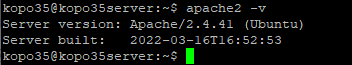 kopo35@kopo35server:~$ apache2 -v
Server version: Apache/2.4.41 (Ubuntu)
Server built:   2022-03-16T16:52:53
kopo35@kopo35server:~$